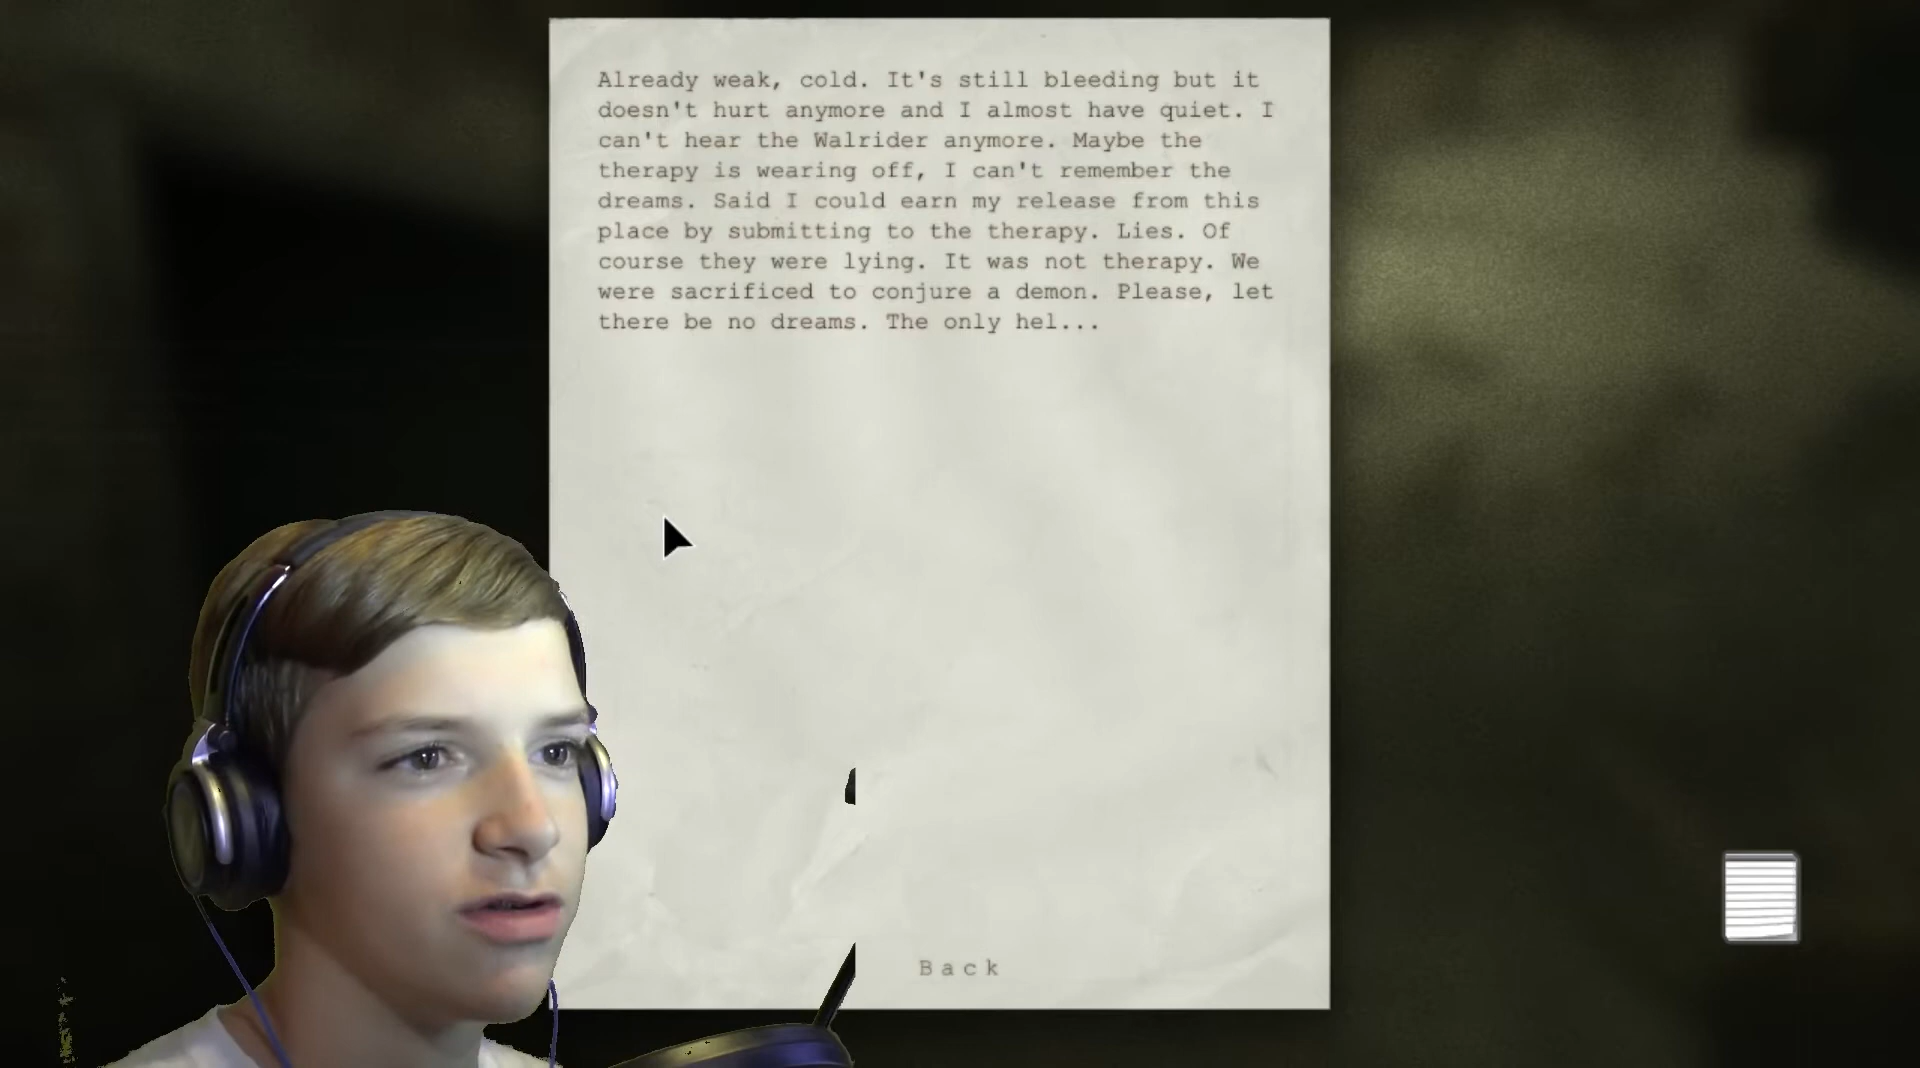 Already weak, cold. It's still bleeding but it
doesn't hurt anymore and I almost have quiet. I
can't hear the Walrider anymore. Maybe the
therapy is wearing off, I can't remember the
dreams. Said I could earn my release from this
place by submitting to the therapy. Lies. Of
course they were lying. It was not therapy. We
were sacrificed to conjure a demon. Please, let
there be no dreams. The only hel...
Back